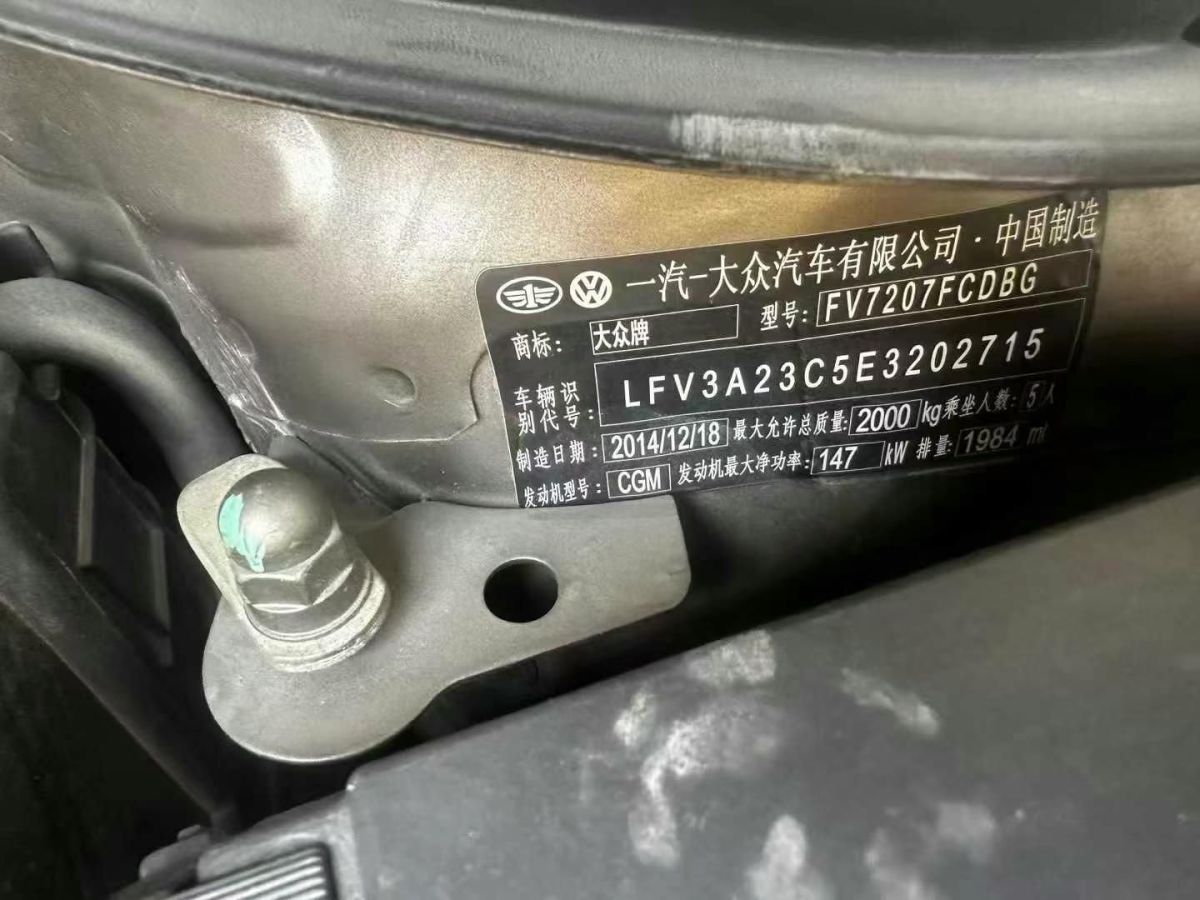 一汽-大众汽车有限公司·中国制造
商标: 大众牌 型号: FV7207FCDBG
车辆识别代号: LFV3A23C5E3202715
制造日期: 2014/12/18 最大允许总质量: 2000 kg 乘坐人数: 5 人
发动机型号: CGM 发动机最大净功率: 147 kW 排量: 1984 ml